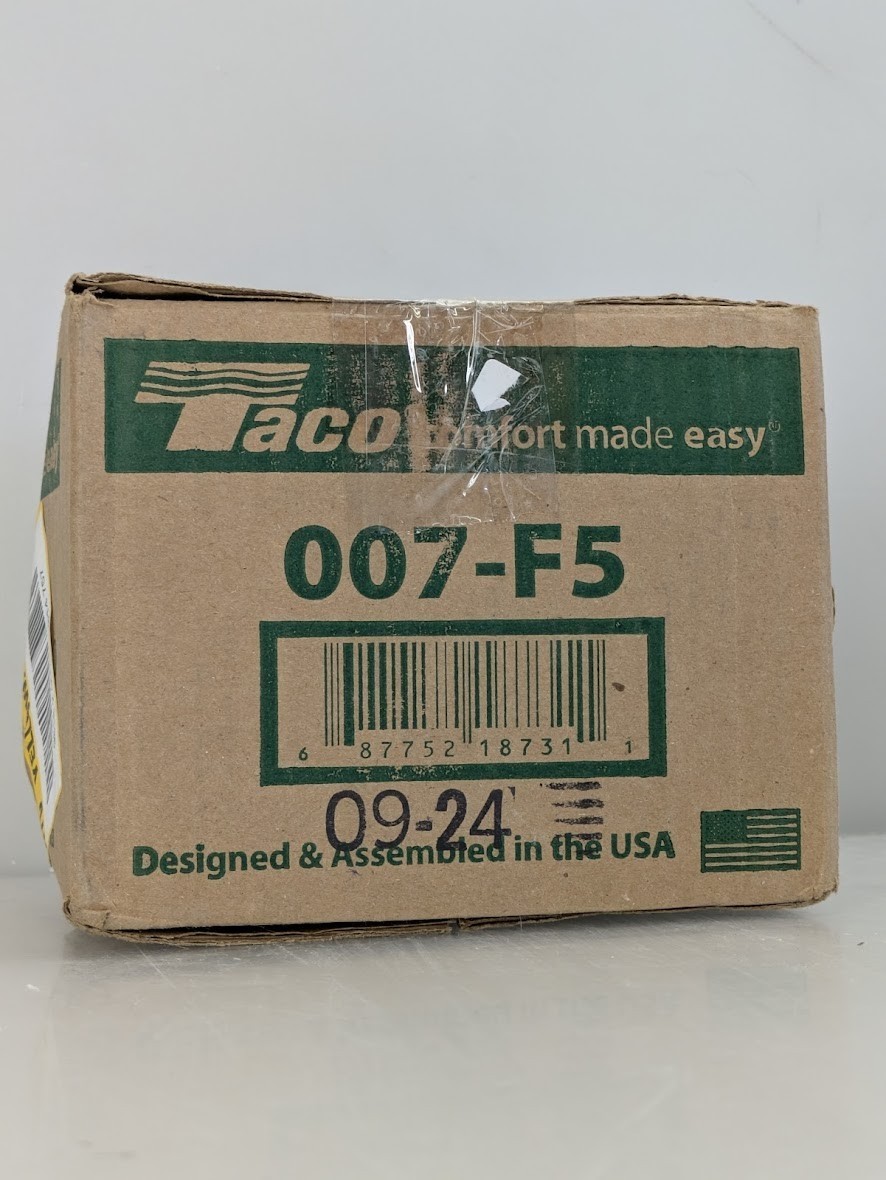 Taco comfort made easy®
007-F5
6 87752 18731 1
09-24
Designed & Assembled in the USA